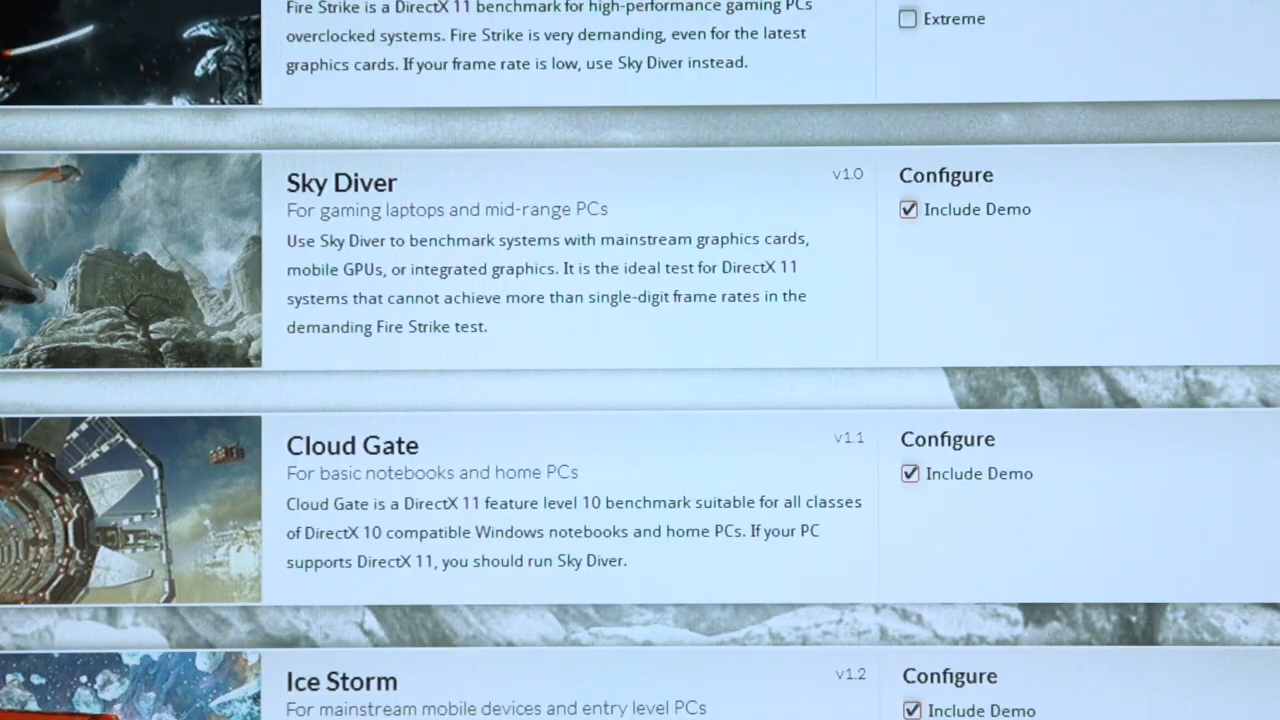 Fire Strike is a DirectX 11 benchmark for high-performance gaming PCs
overclocked systems. Fire Strike is very demanding, even for the latest
graphics cards. If your frame rate is low, use Sky Diver instead.
Extreme
Sky Diver
v1.0
For gaming laptops and mid-range PCs
Use Sky Diver to benchmark systems with mainstream graphics cards,
mobile GPUs, or integrated graphics. It is the ideal test for DirectX 11
systems that cannot achieve more than single-digit frame rates in the
demanding Fire Strike test.
Configure
Include Demo
Cloud Gate
v1.1
For basic notebooks and home PCs
Cloud Gate is a DirectX 11 feature level 10 benchmark suitable for all classes
of DirectX 10 compatible Windows notebooks and home PCs. If your PC
supports DirectX 11, you should run Sky Diver.
Configure
Include Demo
Ice Storm
v1.2
For mainstream mobile devices and entry level PCs
Configure
Include Demo